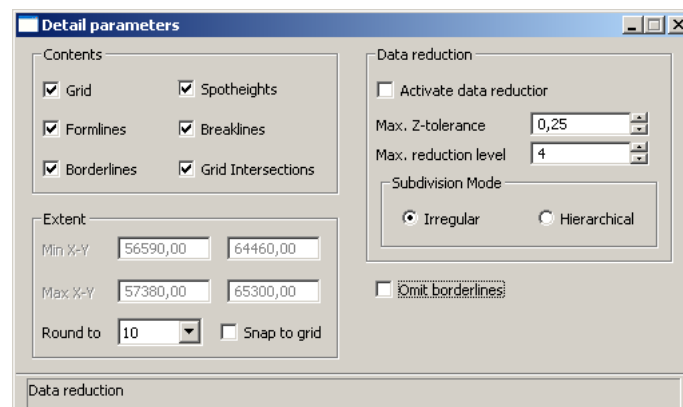 Detail parameters
Contents
Grid
Spotheights
Formlines
Breaklines
Borderlines
Grid Intersections
Extent
Min X-Y 56590,00 64460,00
Max X-Y 57380,00 65300,00
Round to 10 Snap to grid
Data reduction
Activate data reductior
Max. Z-tolerance 0,25
Max. reduction level 4
Subdivision Mode
Irregular Hierarchical
Omit borderlines
Data reduction